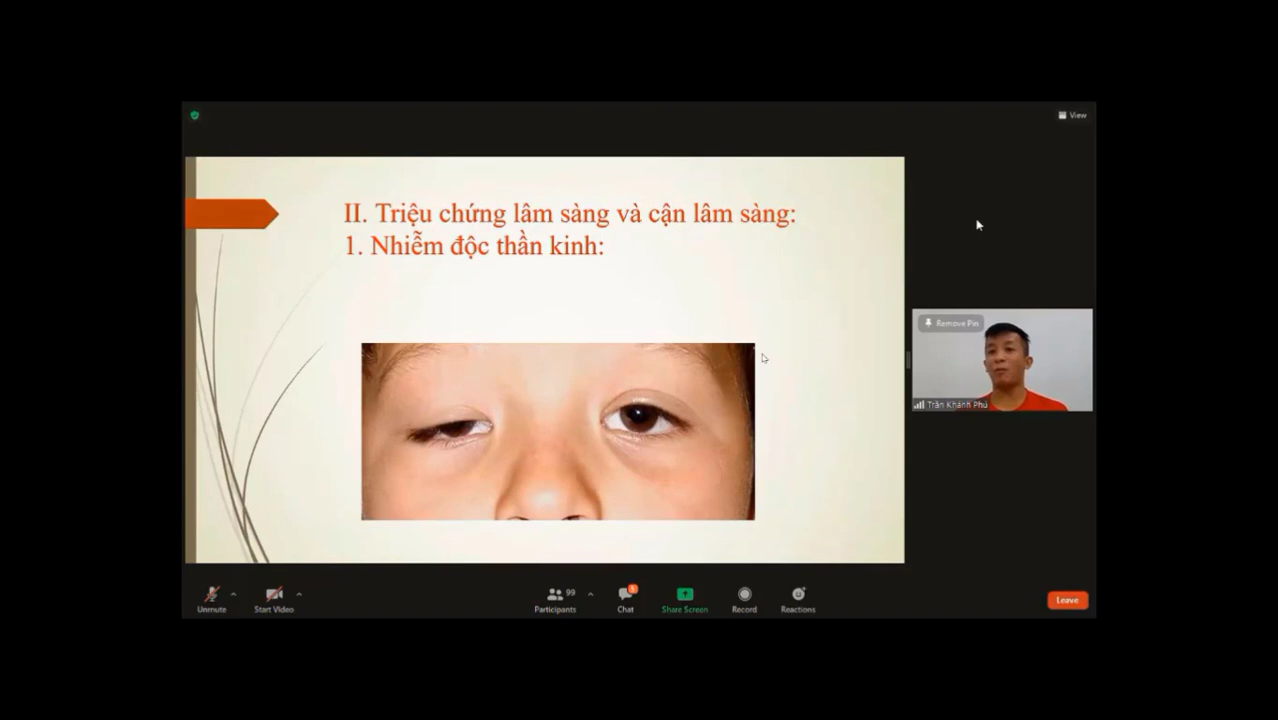 View
II. Triệu chứng lâm sàng và cận lâm sàng:
1. Nhiễm độc thần kinh:
Remove Pin
Trần Khánh Phú
99
5
Unmute
Start Video
Participants
Chat
Share Screen
Record
Reactions
Leave